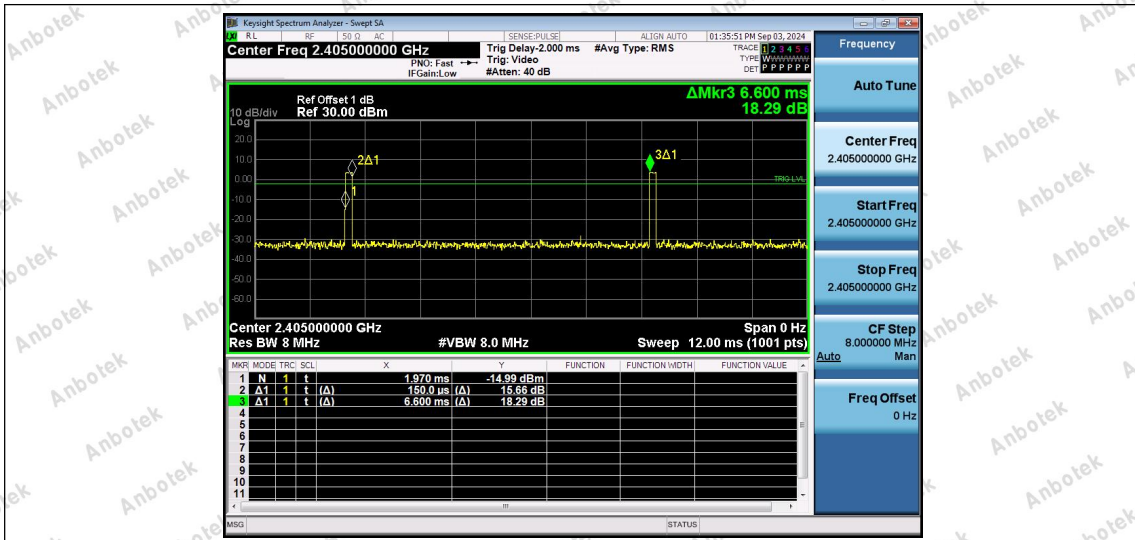 Keysight Spectrum Analyzer - Swept SA
RL RF 50 Ω AC SENSE:PULSE ALIGN AUTO 01:35:51 PM Sep 03, 2024
Center Freq 2.405000000 GHz
PNO: Fast
IFGain:Low
Trig Delay-2.000 ms
Trig: Video
#Atten: 40 dB
#Avg Type: RMS
TRACE 1 2 3 4 5 6
TYPE WWWWWW
DET P P P P P P
ΔMkr3 6.600 ms
18.29 dB
10 dB/div
Log
Ref Offset 1 dB
Ref 30.00 dBm
20.0
10.0
0.00
-10.0
-20.0
-30.0
-40.0
-50.0
-60.0
2Δ1
1
3Δ1
TRIG LVL
Center 2.405000000 GHz Span 0 Hz
Res BW 8 MHz #VBW 8.0 MHz Sweep 12.00 ms (1001 pts)
MKR MODE TRC SCL X Y FUNCTION FUNCTION WIDTH FUNCTION VALUE
1 N 1 t 1.970 ms -14.99 dBm
2 Δ1 1 t (Δ) 150.0 µs (Δ) 15.66 dB
3 Δ1 1 t (Δ) 6.600 ms (Δ) 18.29 dB
4
5
6
7
8
9
10
11
MSG STATUS
Frequency
Auto Tune
Center Freq
2.405000000 GHz
Start Freq
2.405000000 GHz
Stop Freq
2.405000000 GHz
CF Step
8.000000 MHz
Auto Man
Freq Offset
0 Hz
Anbotek